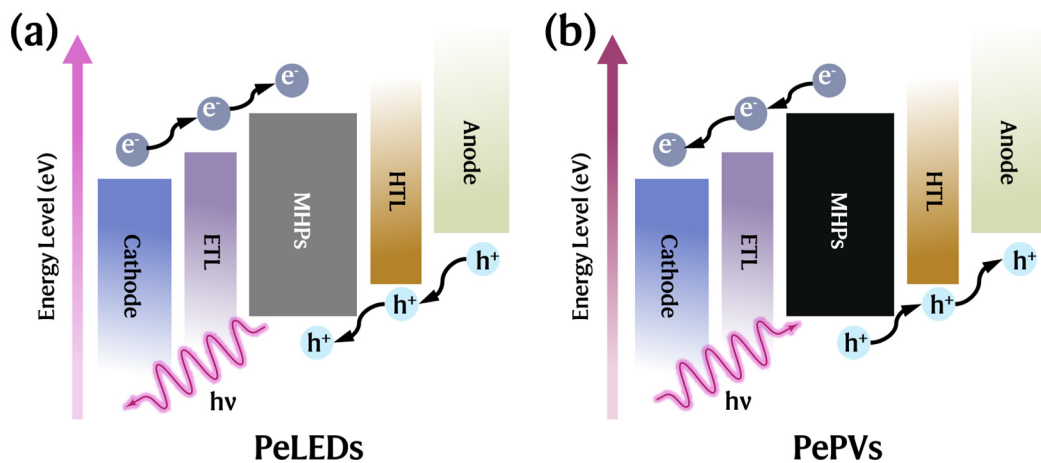 (a)
Energy Level (eV)
e⁻
e⁻
e⁻
Cathode
ETL
MHPs
HTL
Anode
h⁺
h⁺
h⁺
hν
PeLEDs
(b)
Energy Level (eV)
e⁻
e⁻
e⁻
Cathode
ETL
MHPs
HTL
Anode
h⁺
h⁺
h⁺
hν
PePVs